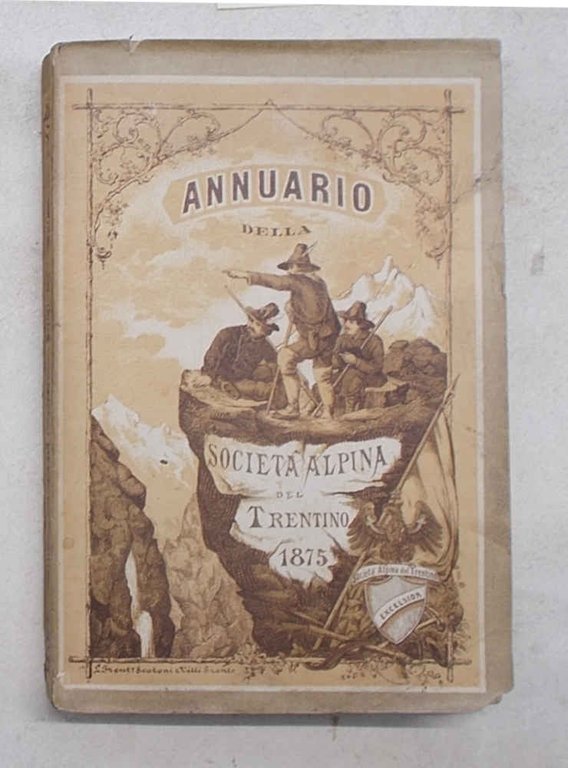 ANNUARIO
DELLA
SOCIETÀ ALPINA
DEL
TRENTINO
1875
Società Alpina del Trentino
EXCELSIOR